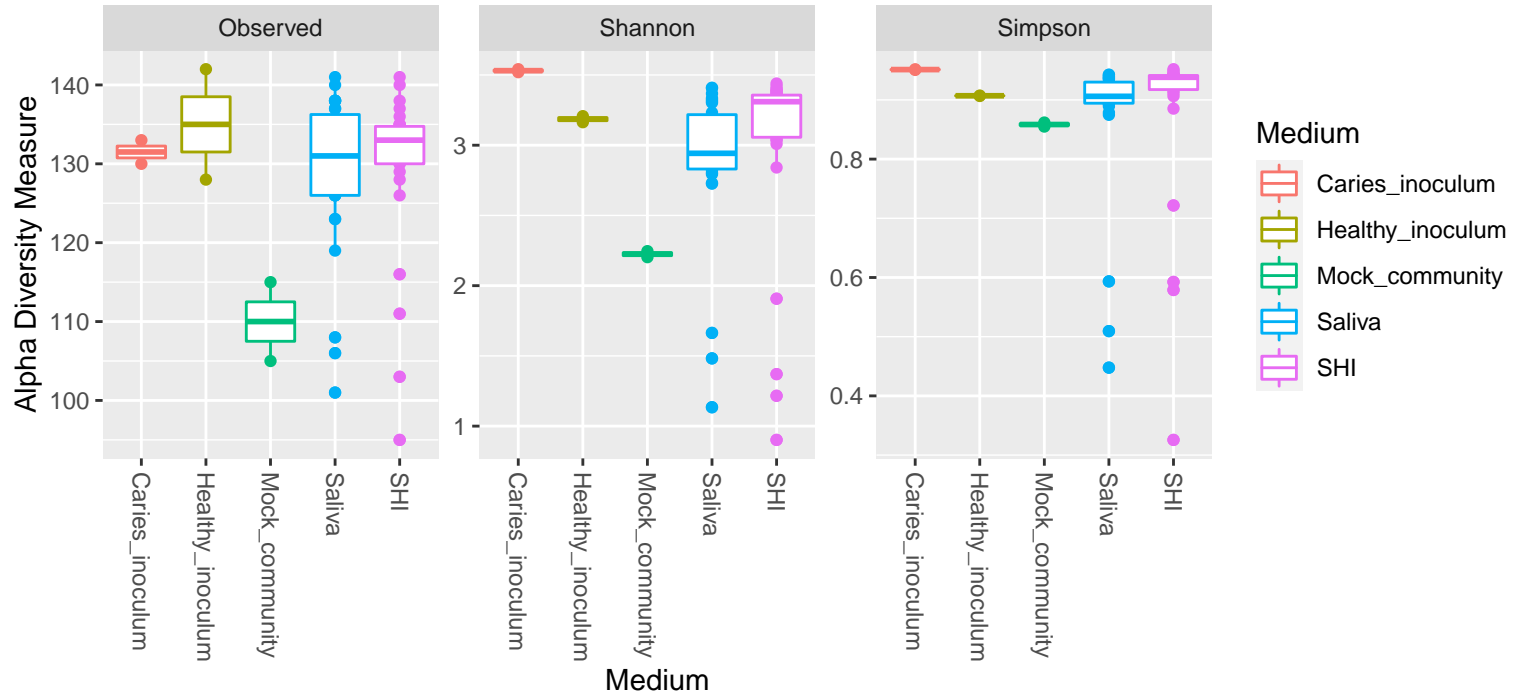 Observed
Shannon
Simpson
Alpha Diversity Measure
140
130
120
110
100
3
2
1
0.8
0.6
0.4
Caries_inoculum
Healthy_inoculum
Mock_community
Saliva
SHI
Caries_inoculum
Healthy_inoculum
Mock_community
Saliva
SHI
Caries_inoculum
Healthy_inoculum
Mock_community
Saliva
SHI
Medium
Medium
Caries_inoculum
Healthy_inoculum
Mock_community
Saliva
SHI